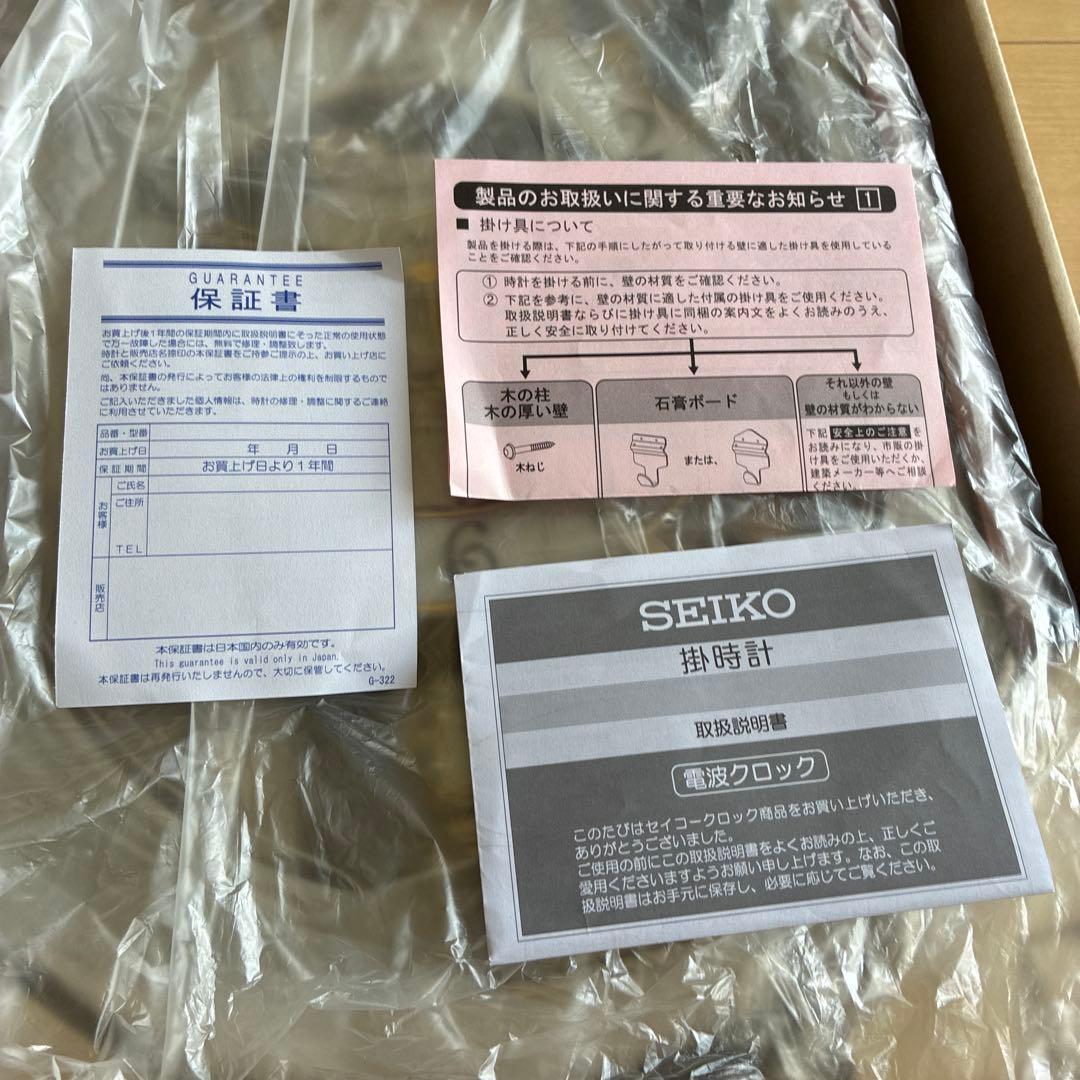 GUARANTEE
保証書
お買上げ後1年間の保証期間内に取扱説明書にそった正常の使用状態
で万一故障した場合には、無料で修理・調整致します。
時計と販売店名捺印の本保証書をご持参ご提示の上、お買い上げ店に
ご依頼ください。
尚、本保証書の発行によってお客様の法律上の権利を制限するもので
はありません。
ご記入いただきました個人情報は、時計の修理・調整に関するご連絡
に利用させていただきます。
品番・型番
お買上げ日 年 月 日
保証期間 お買上げ日より1年間
お客様
ご氏名
ご住所
TEL
販売店
本保証書は日本国内のみ有効です。
This guarantee is valid only in Japan.
本保証書は再発行いたしませんので、大切に保管してください。
G-322
製品のお取扱いに関する重要なお知らせ 1
■ 掛け具について
製品を掛ける際は、下記の手順にしたがって取り付ける壁に適した掛け具を使用している
ことをご確認ください。
① 時計を掛ける前に、壁の材質をご確認ください。
② 下記を参考に、壁の材質に適した付属の掛け具をご使用ください。
取扱説明書ならびに掛け具に同梱の案内文をよくお読みのうえ、
正しく安全に取り付けてください。
木の柱
木の厚い壁
木ねじ
石膏ボード
または、
それ以外の壁
もしくは
壁の材質がわからない
下記 安全上のご注意 を
お読みになり、市販の掛
け具をご使用いただくか、
建築メーカー等へご相談
ください。
6
SEIKO
掛時計
取扱説明書
電波クロック
このたびはセイコークロック商品をお買い上げいただき、
ありがとうございました。
ご使用の前にこの取扱説明書をよくお読みの上、正しくご
愛用くださいますようお願い申し上げます。なお、この取
扱説明書はお手元に保存し、必要に応じてご覧ください。